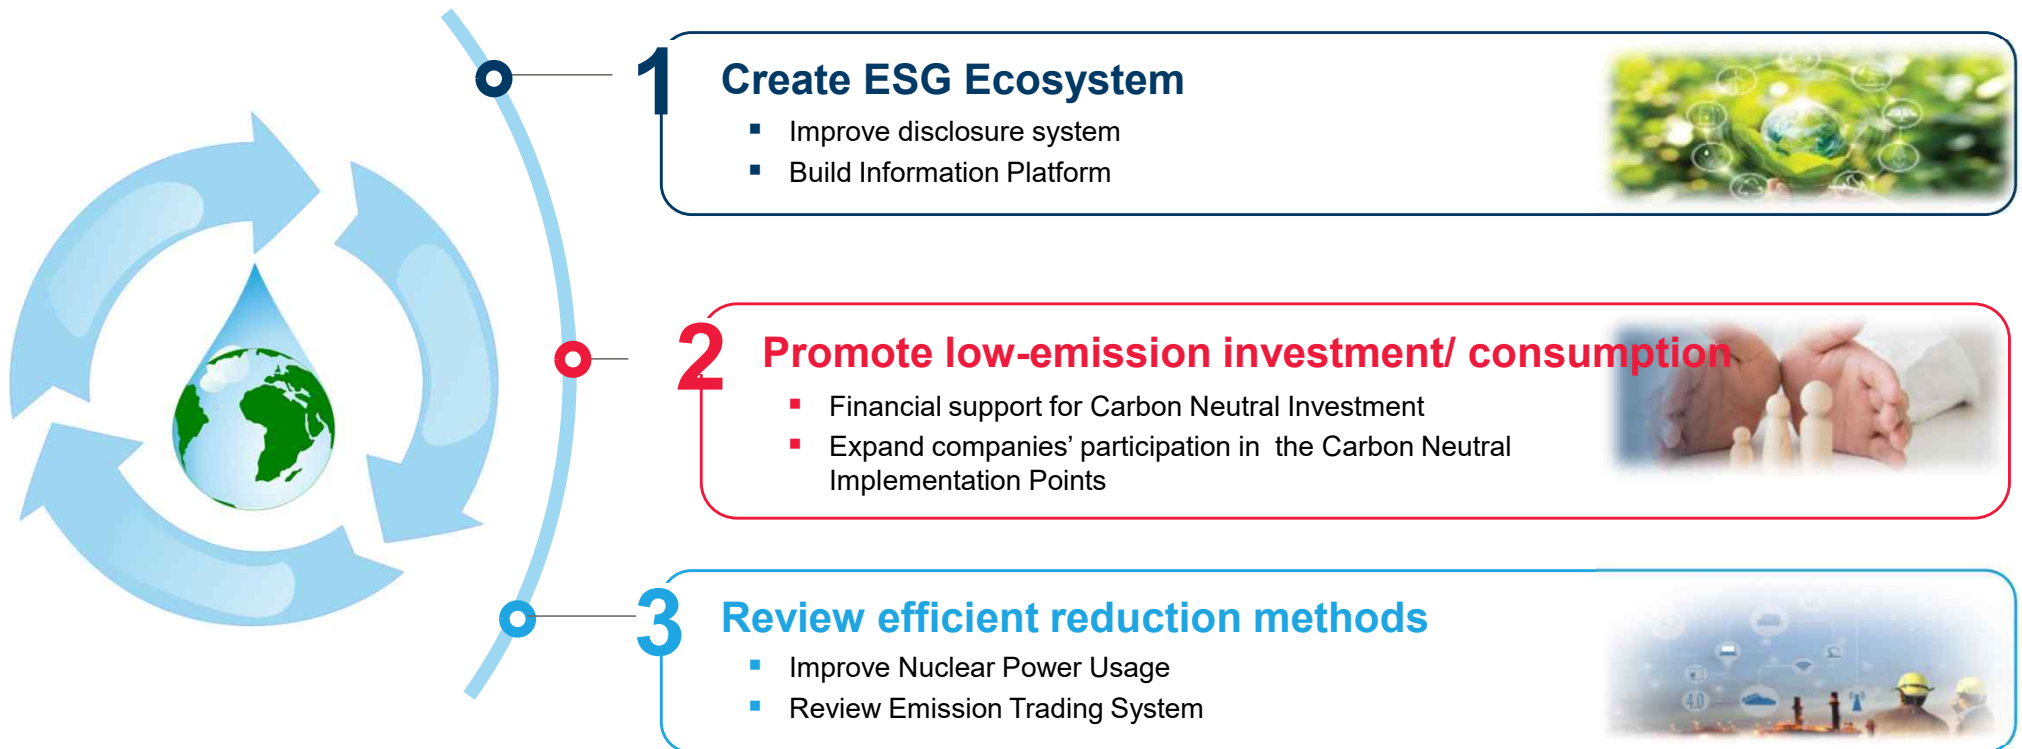 1
Create ESG Ecosystem
▪ Improve disclosure system
▪ Build Information Platform
2
Promote low-emission investment/ consumption
▪ Financial support for Carbon Neutral Investment
▪ Expand companies’ participation in  the Carbon Neutral
Implementation Points
3
Review efficient reduction methods
▪ Improve Nuclear Power Usage
▪ Review Emission Trading System
4.0